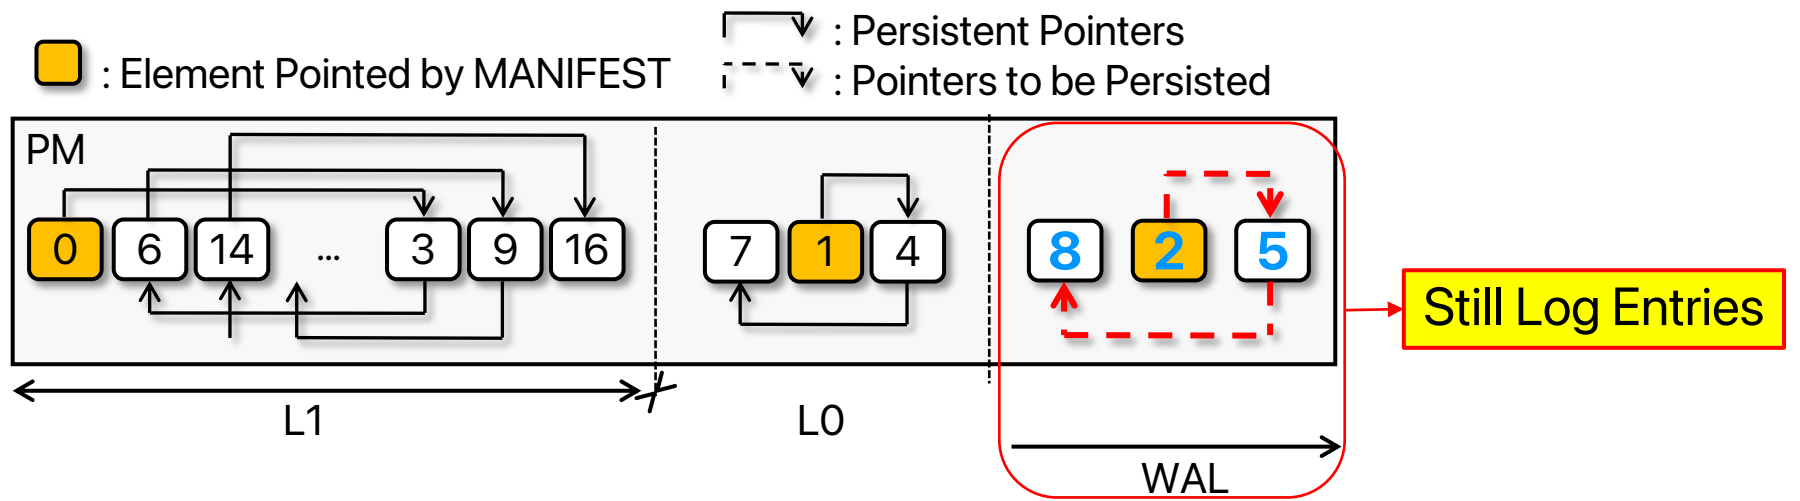 : Element Pointed by MANIFEST
: Persistent Pointers
: Pointers to be Persisted
PM
0 6 14 ... 3 9 16
7 1 4
8 2 5
Still Log Entries
L1
L0
WAL